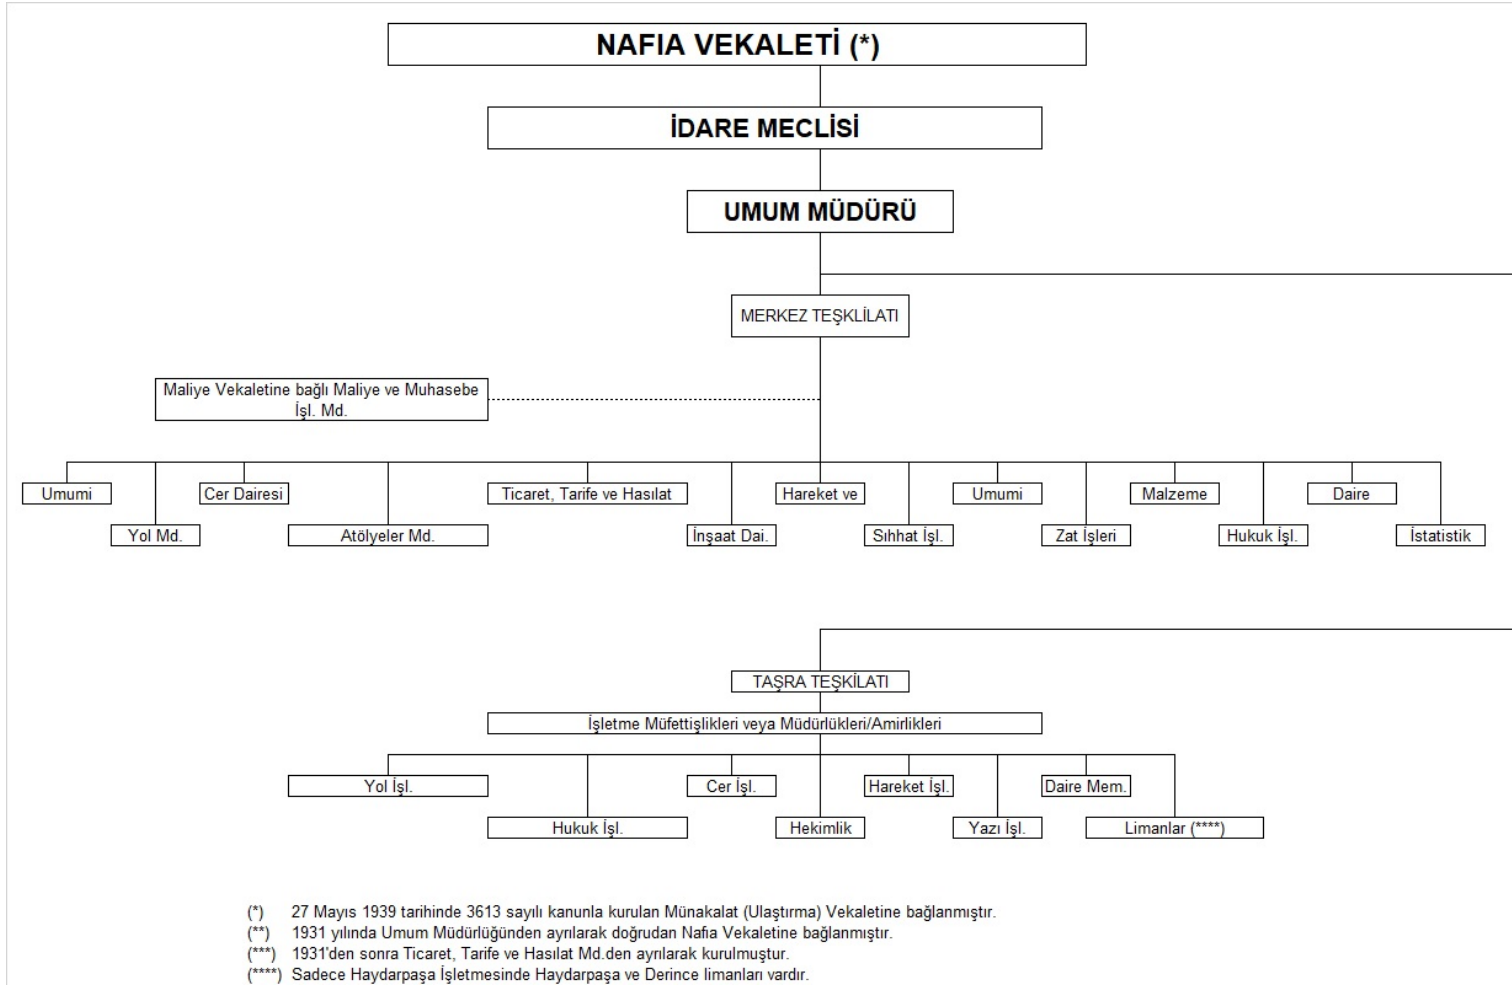 NAFIA VEKALETİ (*)
İDARE MECLİSİ
UMUM MÜDÜRÜ
MERKEZ TEŞKLİLATI
Maliye Vekaletine bağlı Maliye ve Muhasebe
İşl. Md.
Umumi
Cer Dairesi
Ticaret, Tarife ve Hasılat
Hareket ve
Umumi
Malzeme
Daire
Yol Md.
Atölyeler Md.
İnşaat Dai.
Sıhhat İşl.
Zat İşleri
Hukuk İşl.
İstatistik
TAŞRA TEŞKİLATI
İşletme Müfettişlikleri veya Müdürlükleri/Amirlikleri
Yol İşl.
Cer İşl.
Hareket İşl.
Daire Mem.
Hukuk İşl.
Hekimlik
Yazı İşl.
Limanlar (****)
(*) 27 Mayıs 1939 tarihinde 3613 sayılı kanunla kurulan Münakalat (Ulaştırma) Vekaletine bağlanmıştır.
(**) 1931 yılında Umum Müdürlüğünden ayrılarak doğrudan Nafia Vekaletine bağlanmıştır.
(***) 1931'den sonra Ticaret, Tarife ve Hasılat Md.den ayrılarak kurulmuştur.
(****) Sadece Haydarpaşa İşletmesinde Haydarpaşa ve Derince limanları vardır.